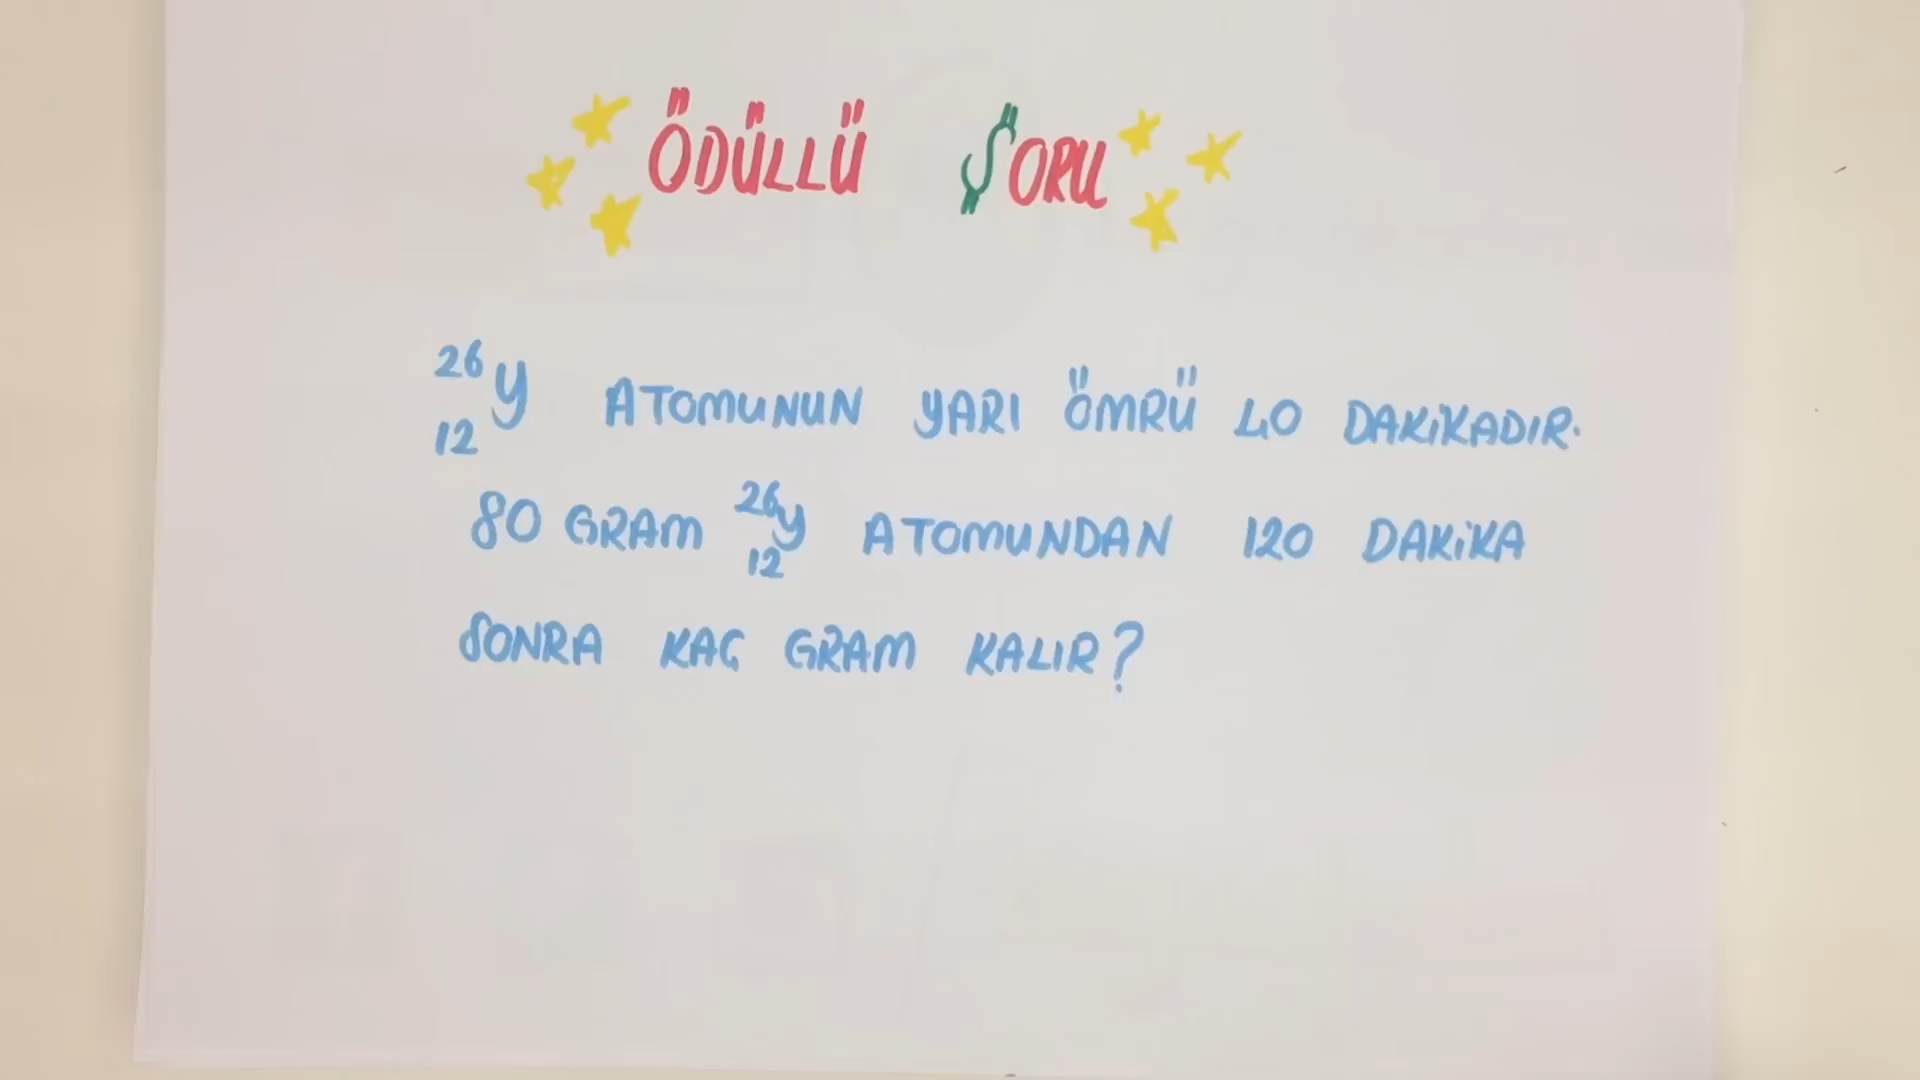 ÖDÜLLÜ SORU
²⁶₁₂y ATOMUNUN YARI ÖMRÜ 40 DAKİKADIR.
80 GRAM ²⁶₁₂y ATOMUNDAN 120 DAKİKA
SONRA KAÇ GRAM KALIR?